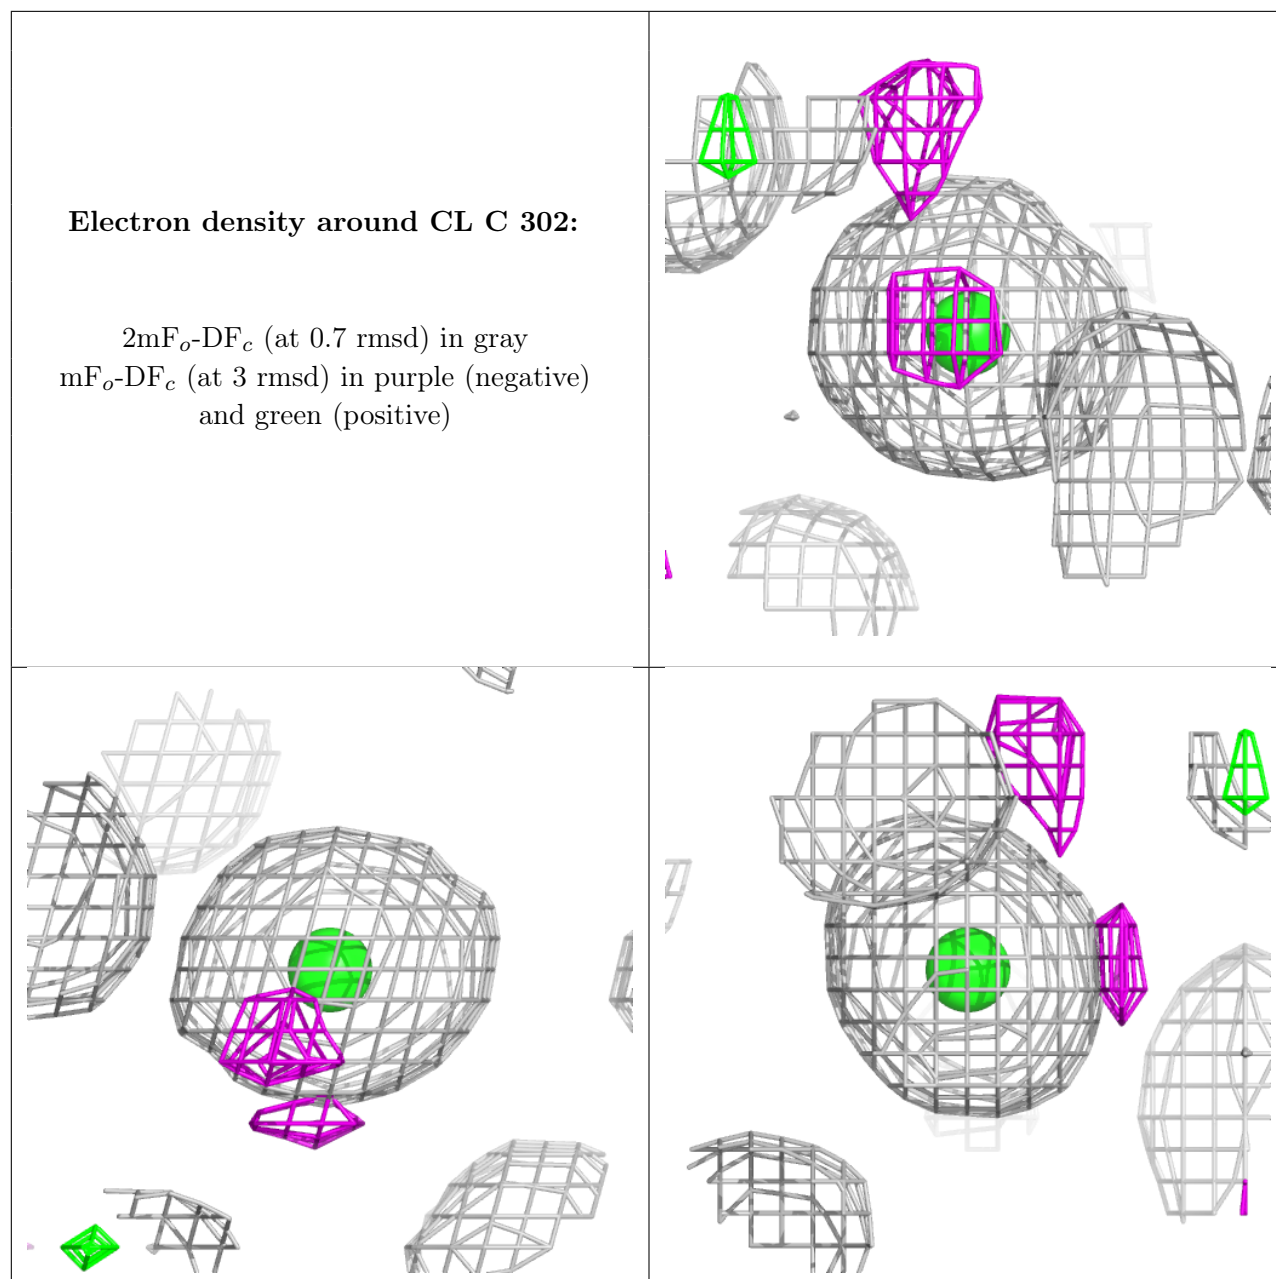 Electron density around CL C 302:
2mFₒ-DF𝒸 (at 0.7 rmsd) in gray
mFₒ-DF𝒸 (at 3 rmsd) in purple (negative)
and green (positive)